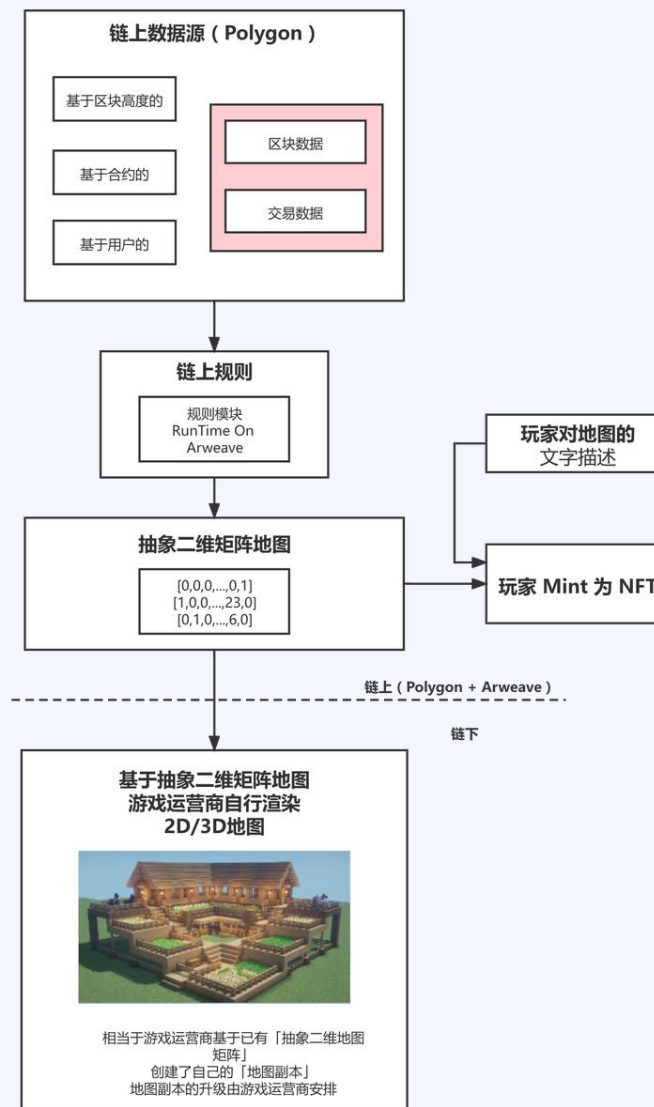 链上数据源（Polygon）
基于区块高度的
基于合约的
基于用户的
区块数据
交易数据
链上规则
规则模块
RunTime On
Arweave
玩家对地图的
文字描述
抽象二维矩阵地图
[0,0,0,...,0,1]
[1,0,0,...,23,0]
[0,1,0,...,6,0]
玩家 Mint 为 NFT
链上（Polygon + Arweave）
链下
基于抽象二维矩阵地图
游戏运营商自行渲染
2D/3D地图
相当于游戏运营商基于已有「抽象二维地图
矩阵」
创建了自己的「地图副本」
地图副本的升级由游戏运营商安排